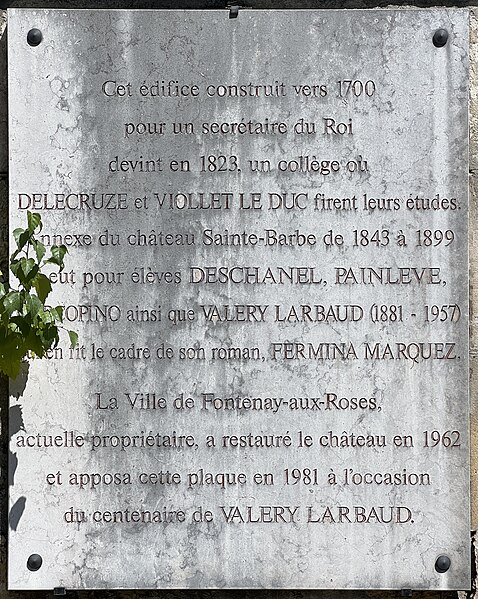 Cet édifice construit vers 1700
pour un secrétaire du Roi
devint en 1823, un collège où
DELECRUZE et VIOLLET LE DUC firent leurs études.
nnexe du château Sainte-Barbe de 1843 à 1899
eut pour élèves DESCHANEL, PAINLEVE,
OPINO ainsi que VALERY LARBAUD (1881 - 1957)
en fit le cadre de son roman, FERMINA MARQUEZ.
La Ville de Fontenay-aux-Roses,
actuelle propriétaire, a restauré le château en 1962
et apposa cette plaque en 1981 à l'occasion
du centenaire de VALERY LARBAUD.